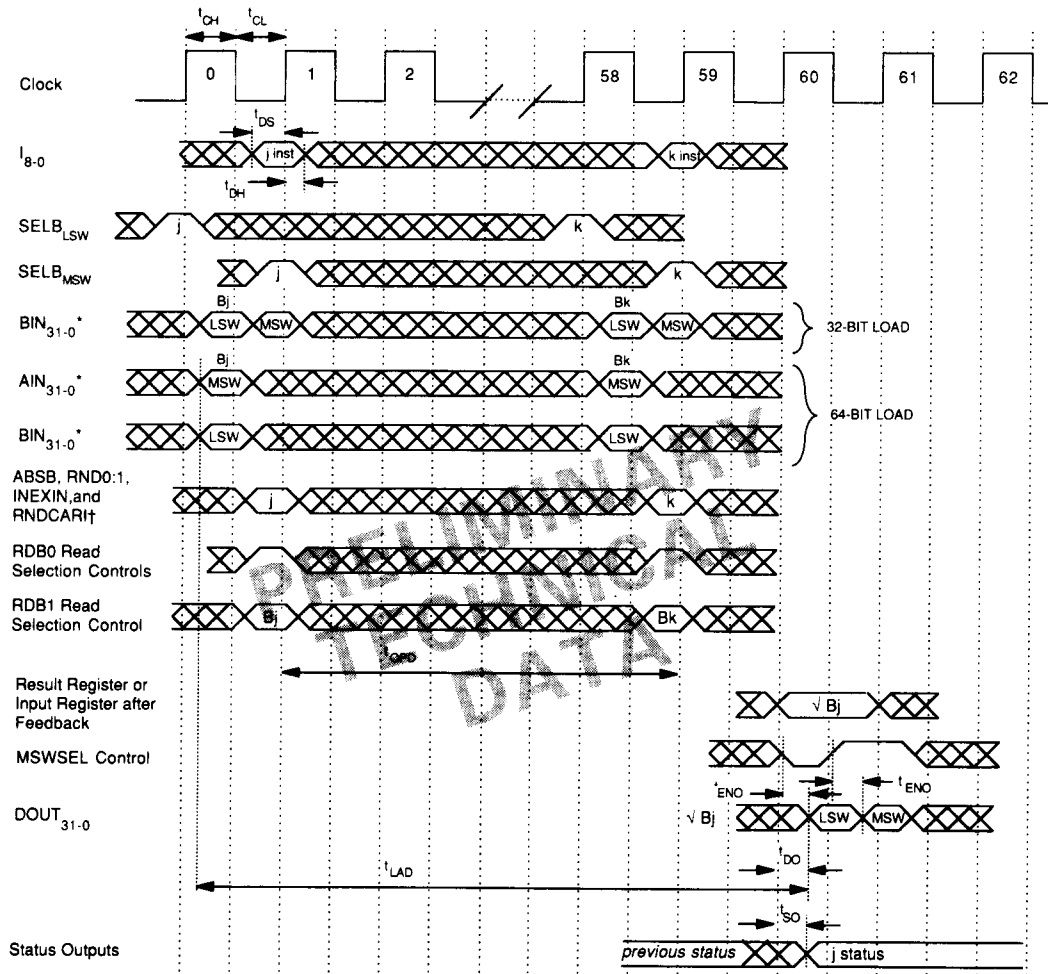 tCH tCL
Clock
0 1 2 58 59 60 61 62
tDS
I8-0
j inst k inst
tDH
SELBLSW
j k
SELBMSW
j k
Bj Bk
BIN31-0*
LSW MSW LSW MSW
32-BIT LOAD
Bj Bk
AIN31-0*
MSW MSW
64-BIT LOAD
BIN31-0*
LSW LSW
ABSB, RND0:1,
INEXIN,and
RNDCARI†
j k
RDB0 Read
Selection Controls
RDB1 Read
Selection Control
Bj Bk
tOPD
PRELIMINARY
TECHNICAL
DATA
Result Register or
Input Register after
Feedback
√ Bj
MSWSEL Control
tENO tENO
DOUT31-0
√ Bj LSW MSW
tDO
tLAD
tSO
Status Outputs
previous status j status